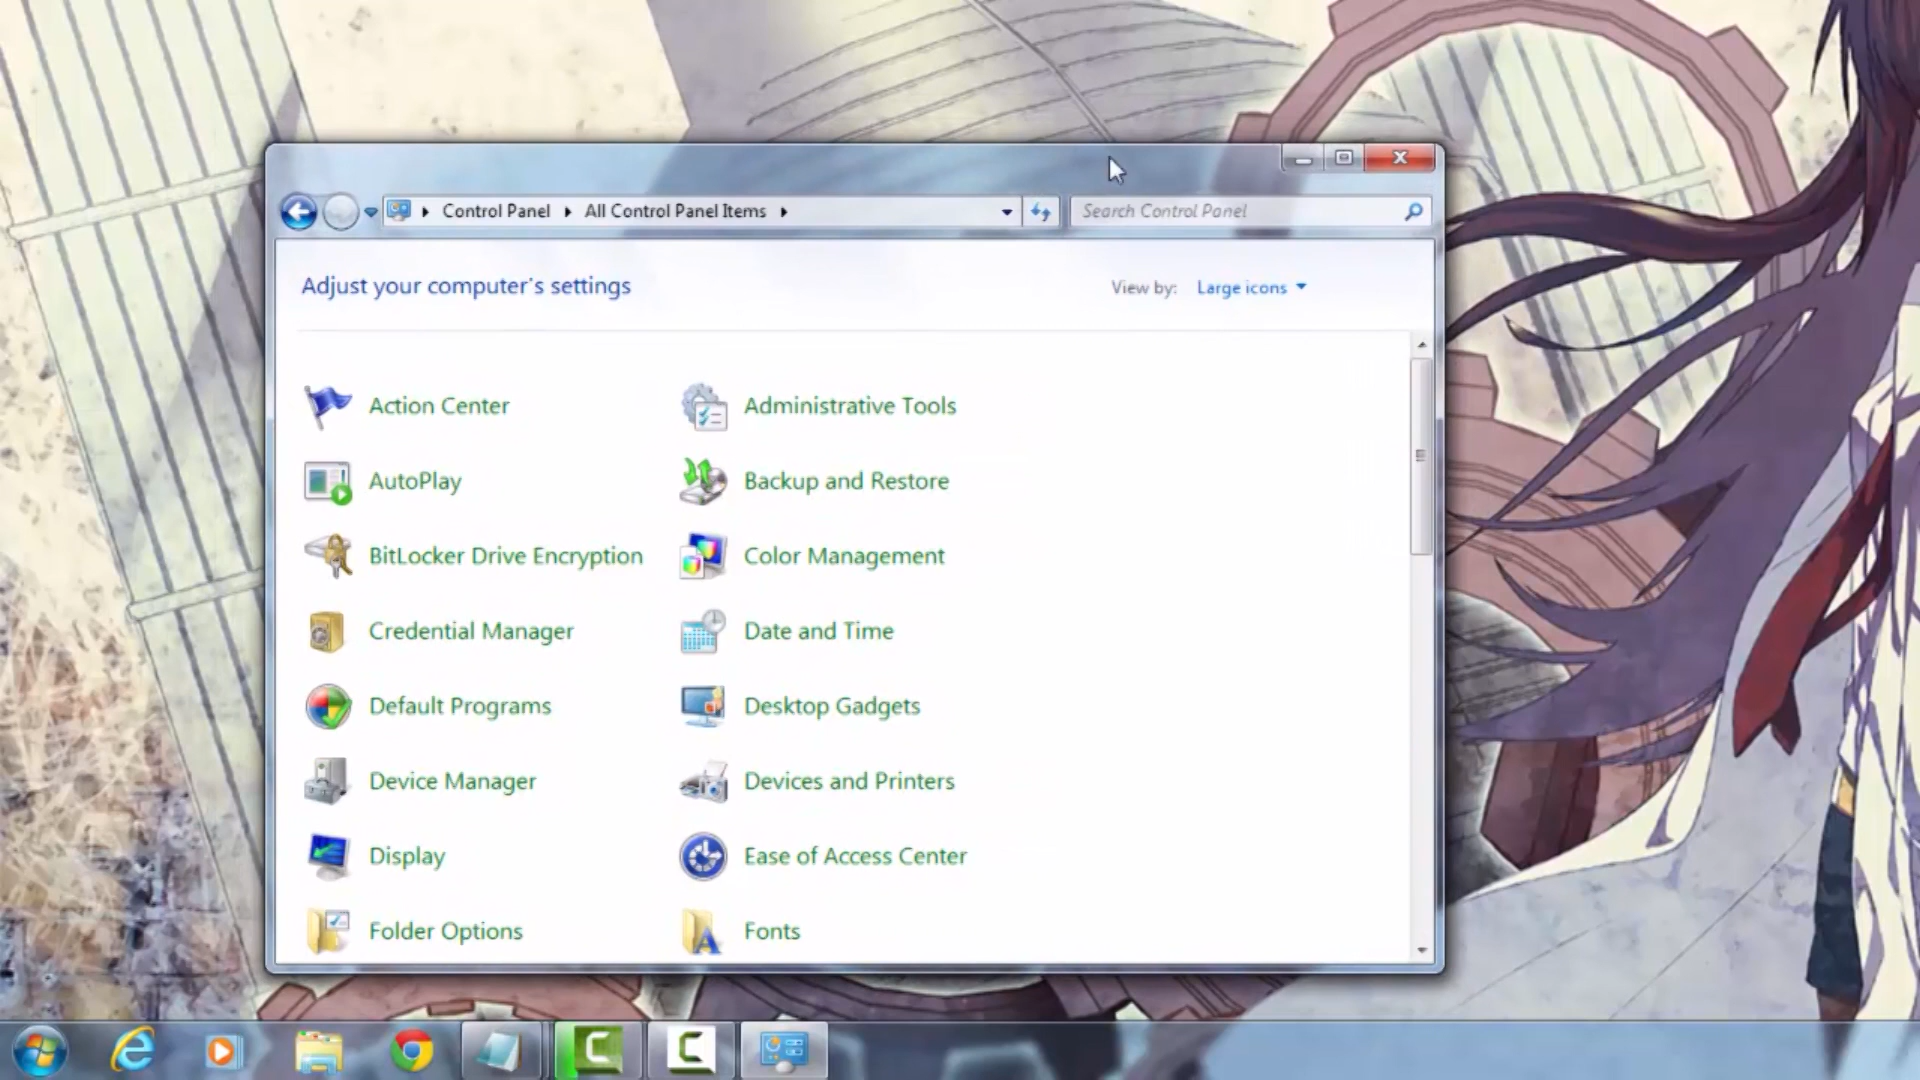 Control Panel All Control Panel Items Search Control Panel
Adjust your computer's settings View by: Large icons
Action Center Administrative Tools
AutoPlay Backup and Restore
BitLocker Drive Encryption Color Management
Credential Manager Date and Time
Default Programs Desktop Gadgets
Device Manager Devices and Printers
Display Ease of Access Center
Folder Options Fonts